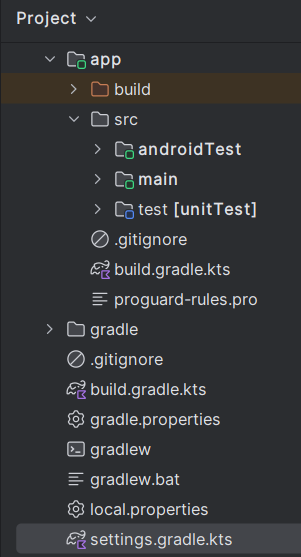 Project
app
build
src
androidTest
main
test [unitTest]
.gitignore
build.gradle.kts
proguard-rules.pro
gradle
.gitignore
build.gradle.kts
gradle.properties
gradlew
gradlew.bat
local.properties
settings.gradle.kts